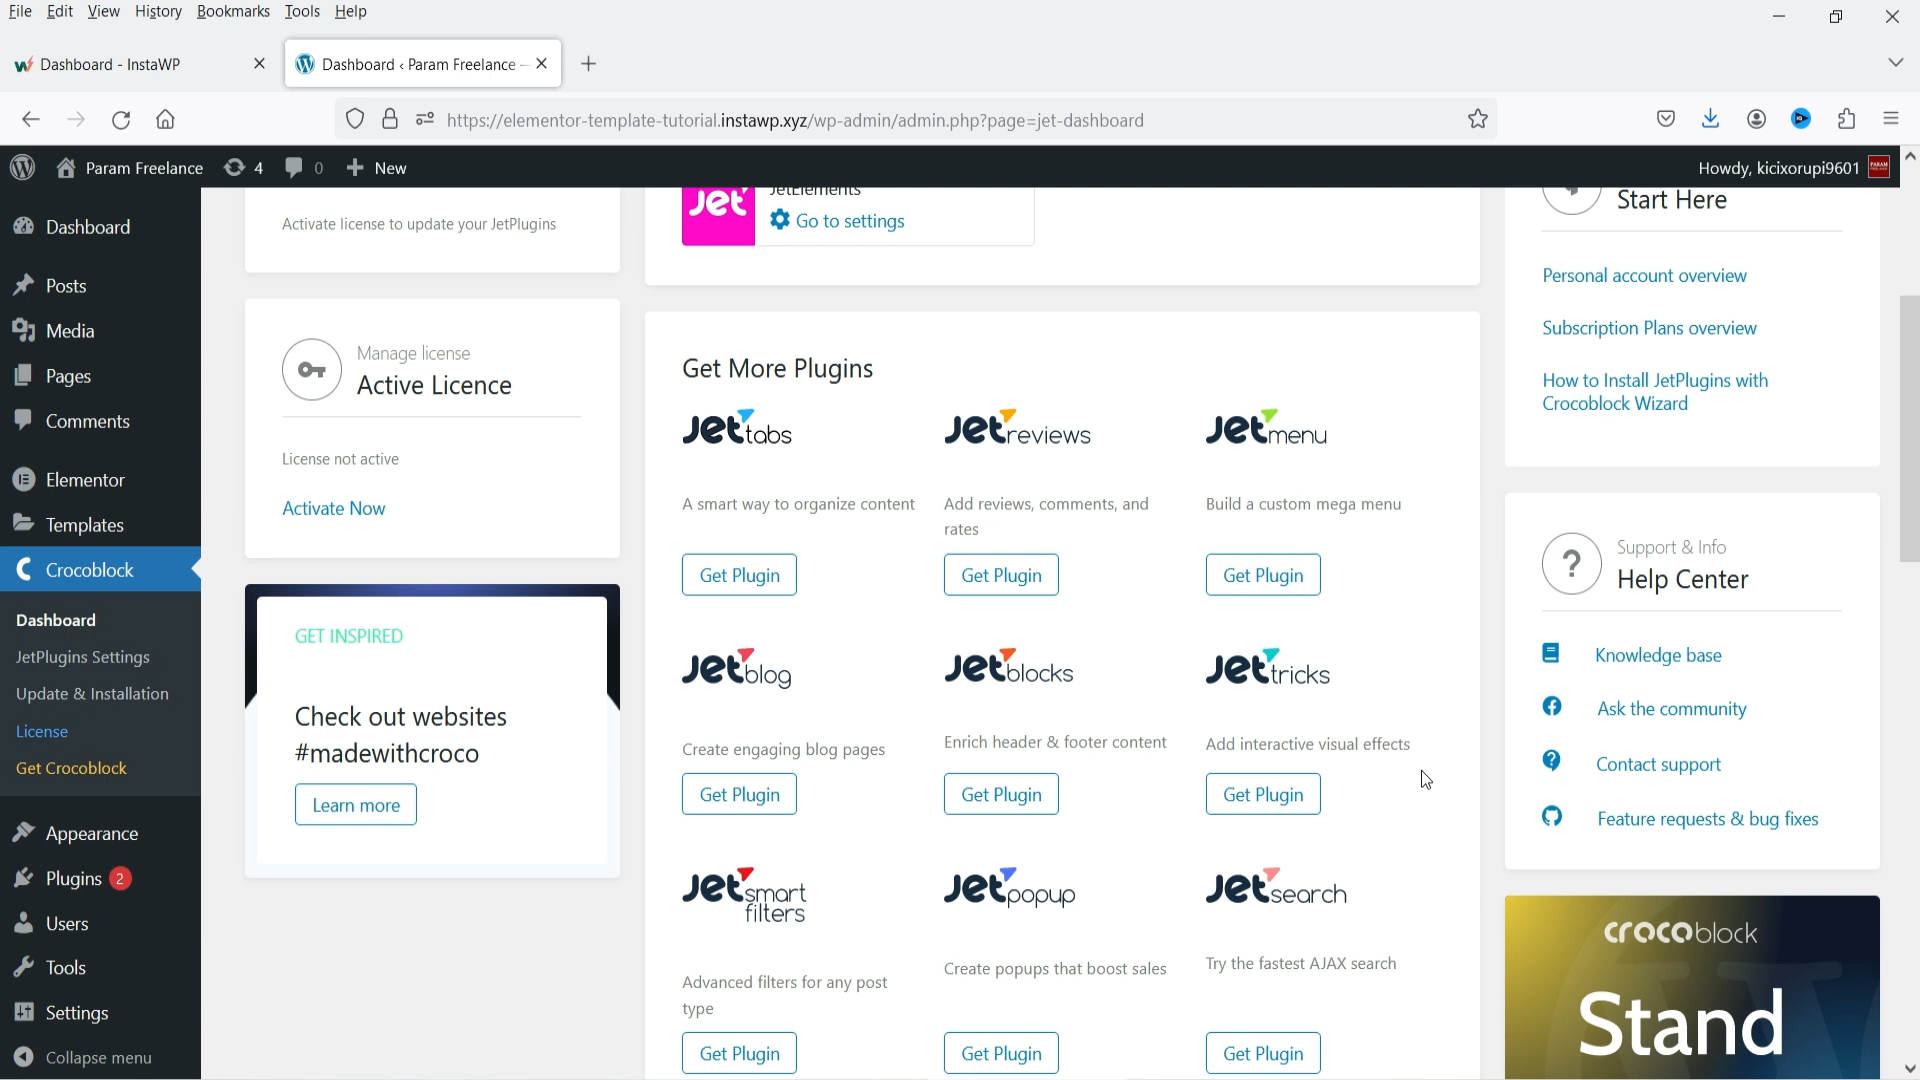 File Edit View History Bookmarks Tools Help
Dashboard - InstaWP
Dashboard ‹ Param Freelance —
https://elementor-template-tutorial.instawp.xyz/wp-admin/admin.php?page=jet-dashboard
Param Freelance 4 0 New
Howdy, kicixorupi9601
Dashboard
Posts
Media
Pages
Comments
Elementor
Templates
Crocoblock
Dashboard
JetPlugins Settings
Update & Installation
License
Get Crocoblock
Appearance
Plugins 2
Users
Tools
Settings
Collapse menu
Activate license to update your JetPlugins
Manage license
Active Licence
License not active
Activate Now
GET INSPIRED
Check out websites
#madewithcroco
Learn more
Jet
JetElements
Go to settings
Get More Plugins
Jet tabs
A smart way to organize content
Get Plugin
Jet reviews
Add reviews, comments, and
rates
Get Plugin
Jet menu
Build a custom mega menu
Get Plugin
Jet blog
Create engaging blog pages
Get Plugin
Jet blocks
Enrich header & footer content
Get Plugin
Jet tricks
Add interactive visual effects
Get Plugin
Jet smart
filters
Advanced filters for any post
type
Get Plugin
Jet popup
Create popups that boost sales
Get Plugin
Jet search
Try the fastest AJAX search
Get Plugin
Start Here
Personal account overview
Subscription Plans overview
How to Install JetPlugins with
Crocoblock Wizard
Support & Info
Help Center
Knowledge base
Ask the community
Contact support
Feature requests & bug fixes
crocoblock
Stand